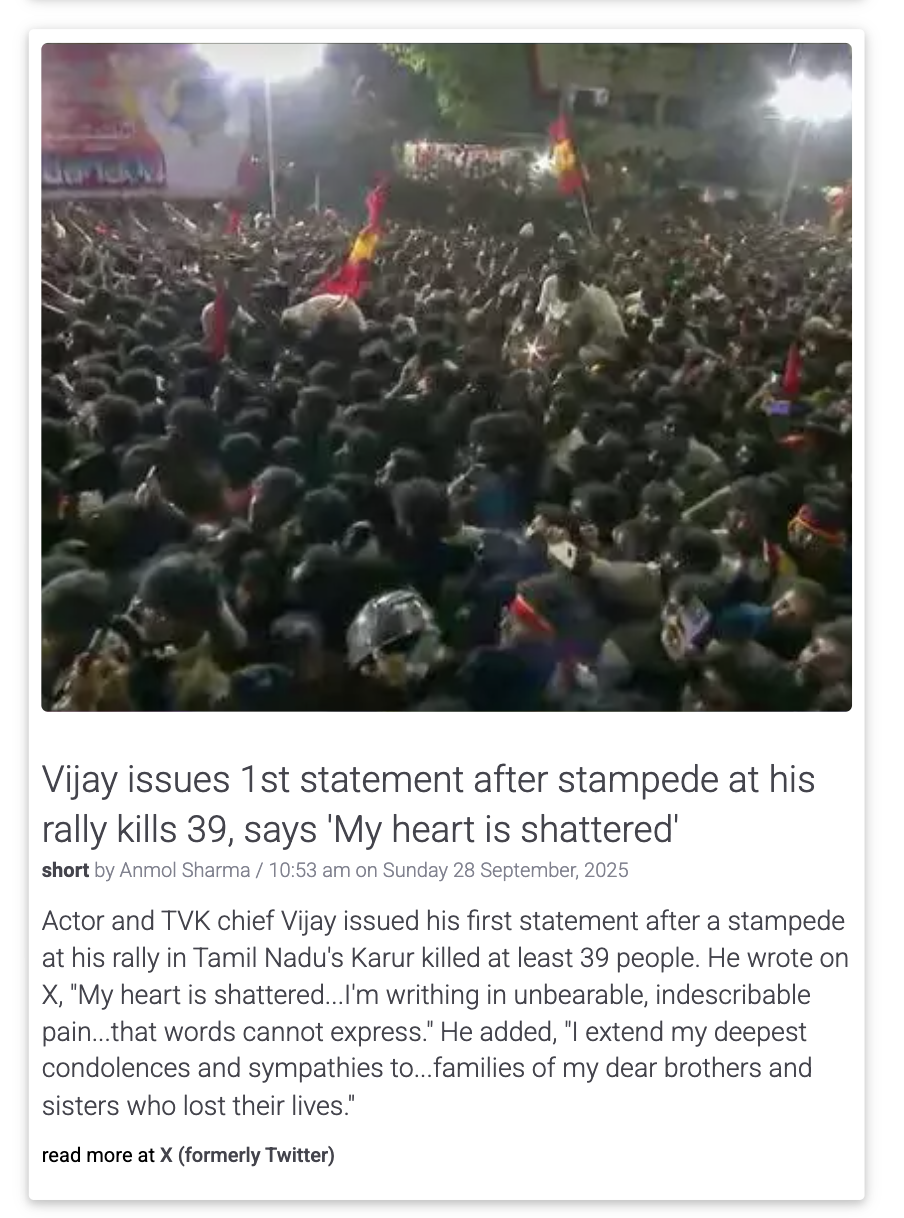 Vijay issues 1st statement after stampede at his
rally kills 39, says 'My heart is shattered'
short by Anmol Sharma / 10:53 am on Sunday 28 September, 2025
Actor and TVK chief Vijay issued his first statement after a stampede
at his rally in Tamil Nadu's Karur killed at least 39 people. He wrote on
X, "My heart is shattered...I'm writhing in unbearable, indescribable
pain...that words cannot express." He added, "I extend my deepest
condolences and sympathies to...families of my dear brothers and
sisters who lost their lives."
read more at X (formerly Twitter)